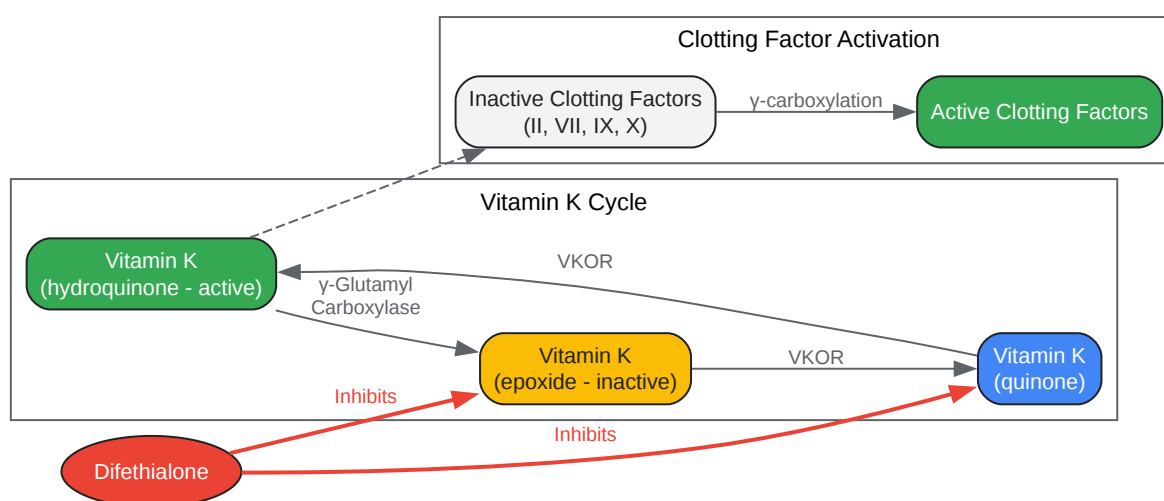 Clotting Factor Activation
Inactive Clotting Factors
(II, VII, IX, X)
γ-carboxylation
Active Clotting Factors
Vitamin K Cycle
Vitamin K
(hydroquinone - active)
VKOR
γ-Glutamyl
Carboxylase
Vitamin K
(epoxide - inactive)
VKOR
Vitamin K
(quinone)
Inhibits
Inhibits
Difethialone